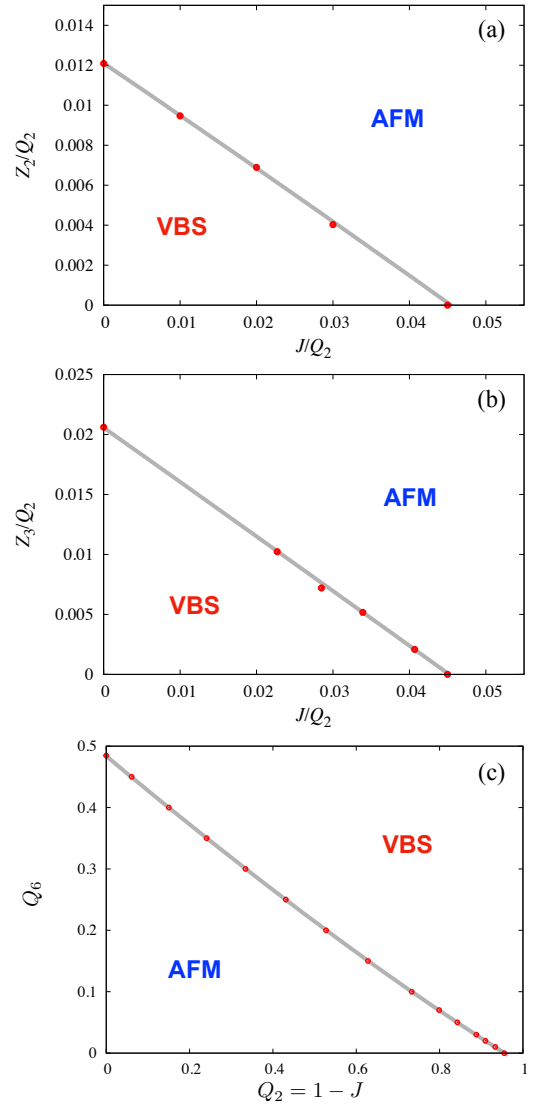 (a)
0.014
0.012
0.01
0.008
0.006
0.004
0.002
0
Z₂/Q₂
AFM
VBS
0 0.01 0.02 0.03 0.04 0.05
J/Q₂
(b)
0.025
0.02
0.015
0.01
0.005
0
Z₃/Q₂
AFM
VBS
0 0.01 0.02 0.03 0.04 0.05
J/Q₂
(c)
0.5
0.4
0.3
0.2
0.1
0
Q₆
VBS
AFM
0 0.2 0.4 0.6 0.8 1
Q₂ = 1 − J